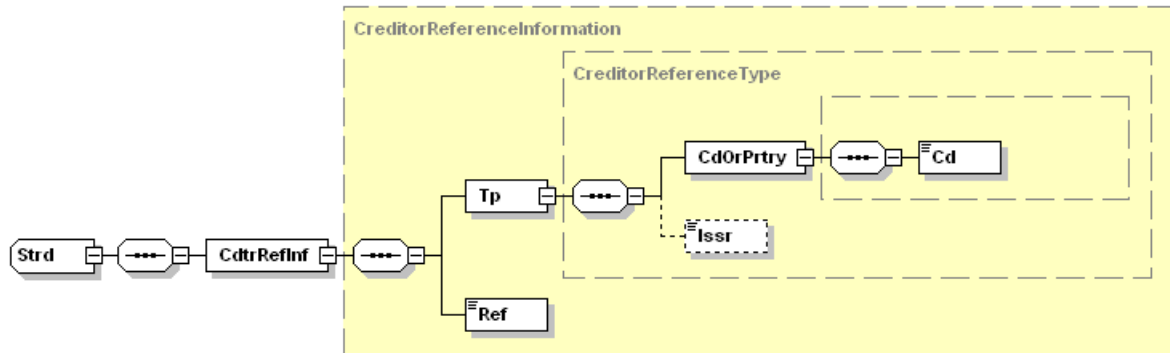 CreditorReferenceInformation
CreditorReferenceType
CdOrPrtry
Cd
Tp
Issr
Strd
CdtrRefInf
Ref